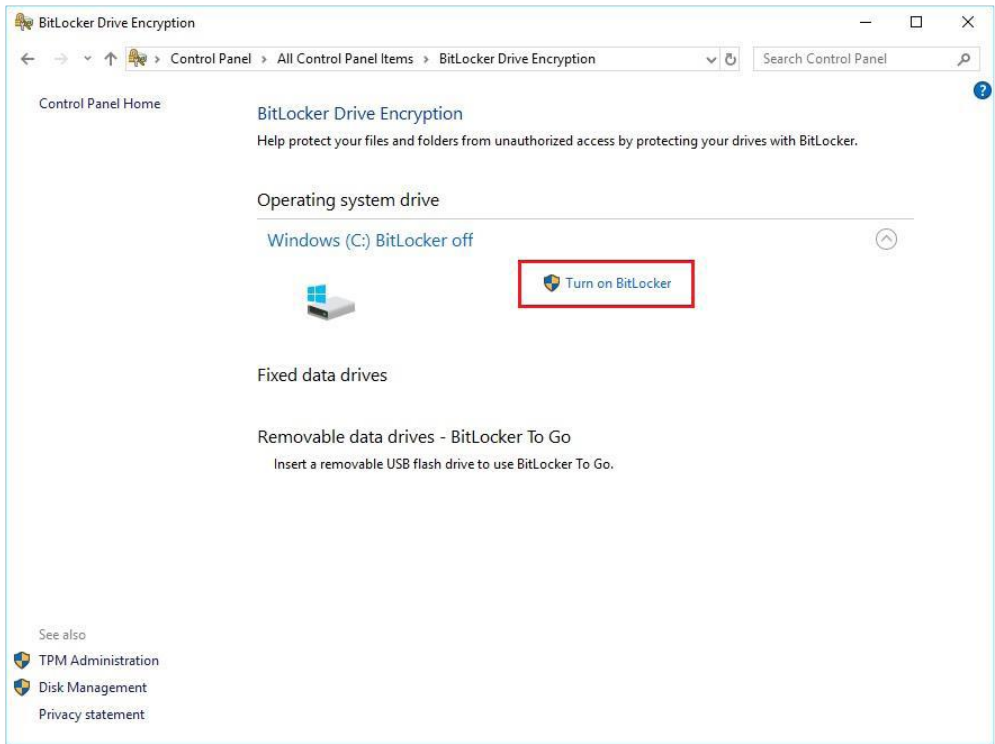 BitLocker Drive Encryption
Control Panel > All Control Panel Items > BitLocker Drive Encryption
Search Control Panel
?
Control Panel Home
BitLocker Drive Encryption
Help protect your files and folders from unauthorized access by protecting your drives with BitLocker.
Operating system drive
Windows (C:) BitLocker off
Turn on BitLocker
Fixed data drives
Removable data drives - BitLocker To Go
Insert a removable USB flash drive to use BitLocker To Go.
See also
TPM Administration
Disk Management
Privacy statement